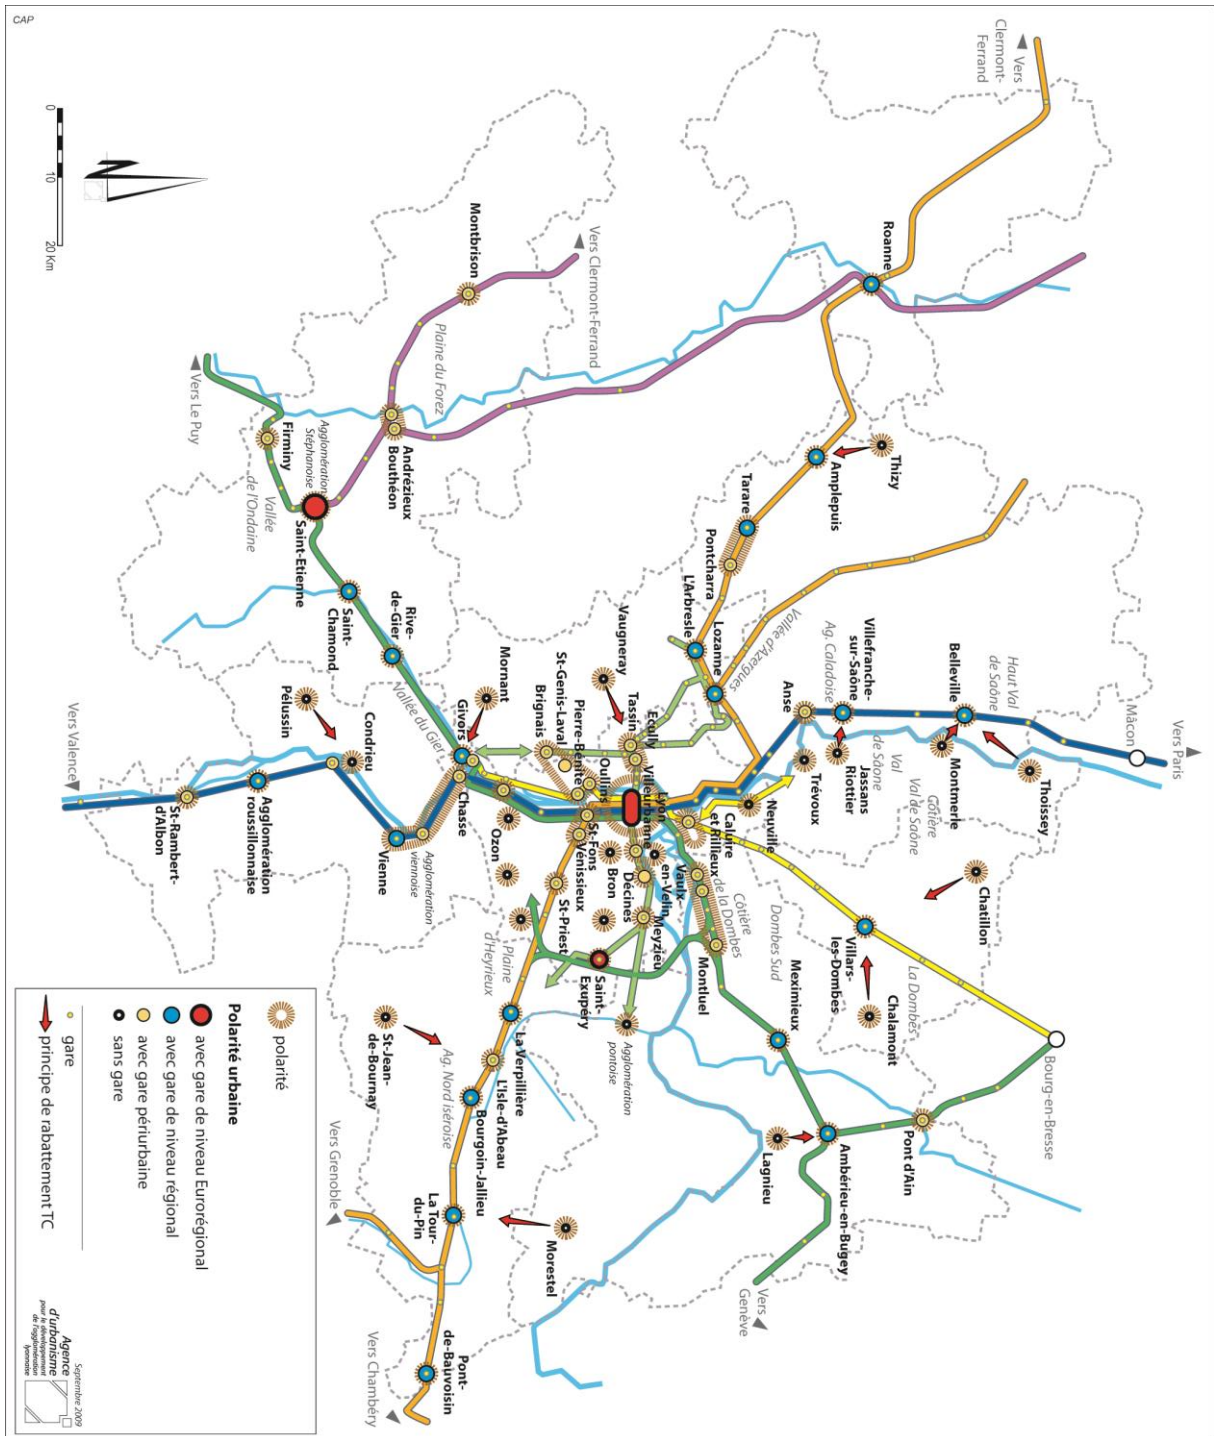 CAP
Vers
Clermont-
Ferrand
Roanne
Vers Clermont-Ferrand
Montbrison
Plaine du Forez
Andrézieux
Bouthéon
Vers Le Puy
Firminy
Vallée
de l'Ondaine
Agglomération
Stéphanoise
Saint-Etienne
Saint-
Chamond
Rive-
de-Gier
Vallée du Gier
Thizy
Amplepuis
Tarare
Pontcharra
L'Arbresle
Lozanne
Vallée d'Azergues
Vers Paris
Mâcon
Haut Val
de Saône
Thoissey
Belleville
Montmerle
Villefranche-
sur-Saône
Ag. Caladoise
Jassans
Riottier
Val
de Saône
Côtière
Val de Saône
Anse
Trévoux
Neuville
Caluire
et Rillieux
Lyon
Villeurbanne
Ecully
Tassin
Vaugneray
Oullins
Pierre-Bénite
St-Genis-Laval
Brignais
Mornant
Givors
Chasse
Pélussin
Condrieu
Vienne
Agglomération
viennoise
Agglomération
roussillonnaise
St-Rambert-
d'Albon
Vers Valence
Ozon
St-Fons
Vénissieux
Bron
Décines
Vaulx-
en-Velin
Meyzieu
St-Priest
Saint-
Exupéry
Plaine
d'Heyrieux
Côtière
de la Dombes
Montluel
Dombes Sud
Meximieux
Chatillon
Villars-
les-Dombes
La Dombes
Chalamont
Bourg-en-Bresse
Pont d'Ain
Ambérieu-en-Bugey
Lagnieu
Vers
Genève
Agglomération
pontoise
La Verpillière
L'Isle-d'Abeau
Bourgoin-Jallieu
Ag. Nord iséroise
St-Jean-
de-Bournay
La Tour-
du-Pin
Morestel
Vers Grenoble
Pont-
de-Bauvoisin
Vers Chambéry
0
10
20 Km
N
polarité
Polarité urbaine
avec gare de niveau Eurorégional
avec gare de niveau régional
avec gare périurbaine
sans gare
gare
principe de rabattement TC
Septembre 2009
Agence
d'urbanisme
pour le développement
de l'agglomération
lyonnaise